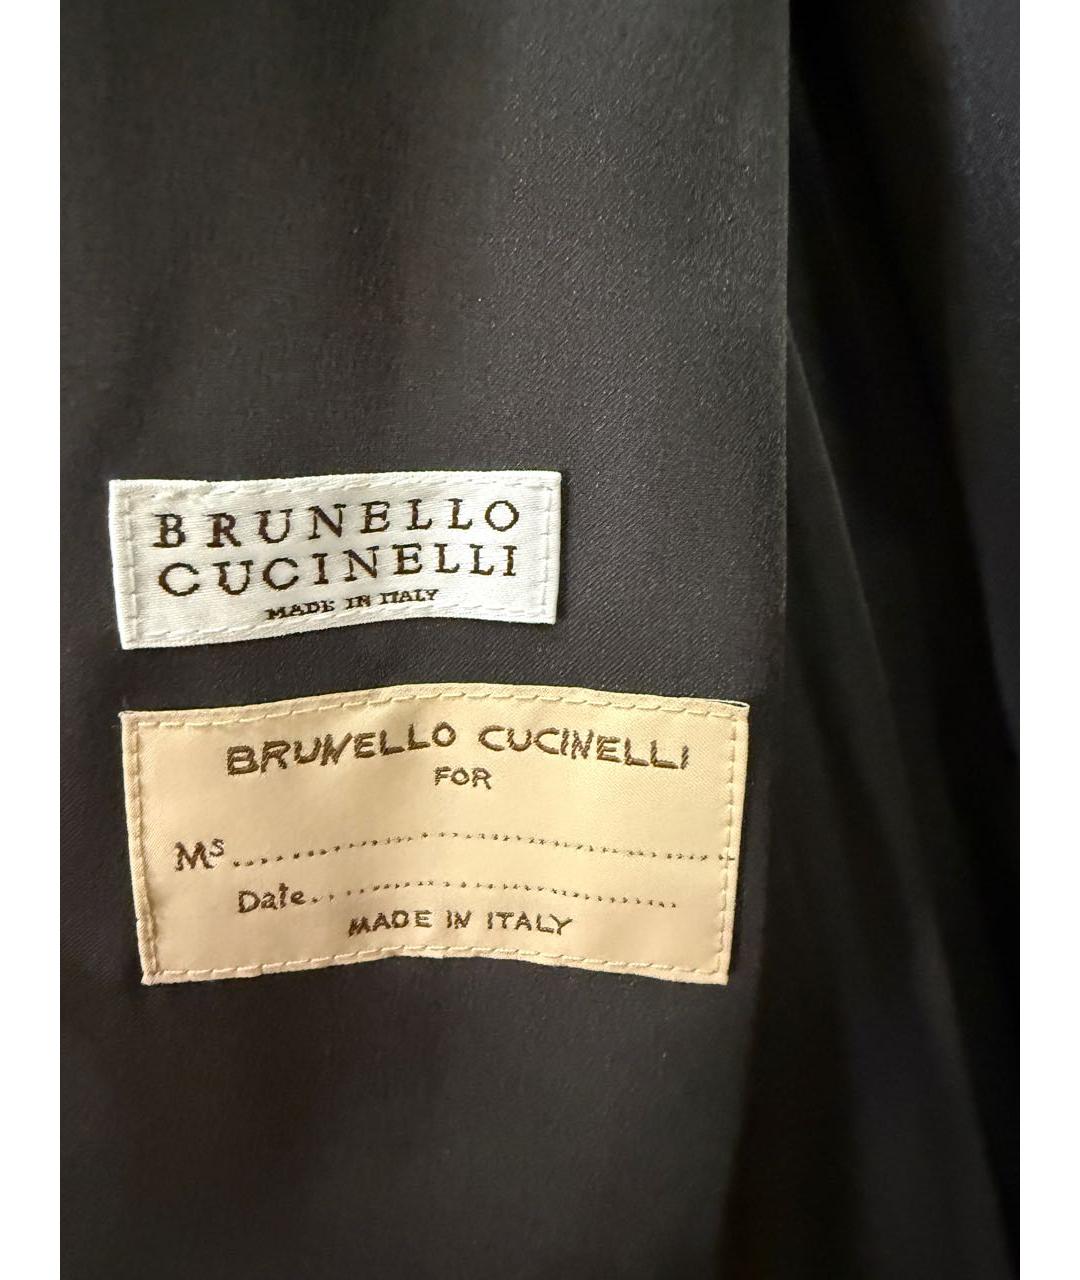 BRUNELLO
CUCINELLI
MADE IN ITALY
BRUNELLO CUCINELLI
FOR
Ms....................................................
Date.............................................
MADE IN ITALY